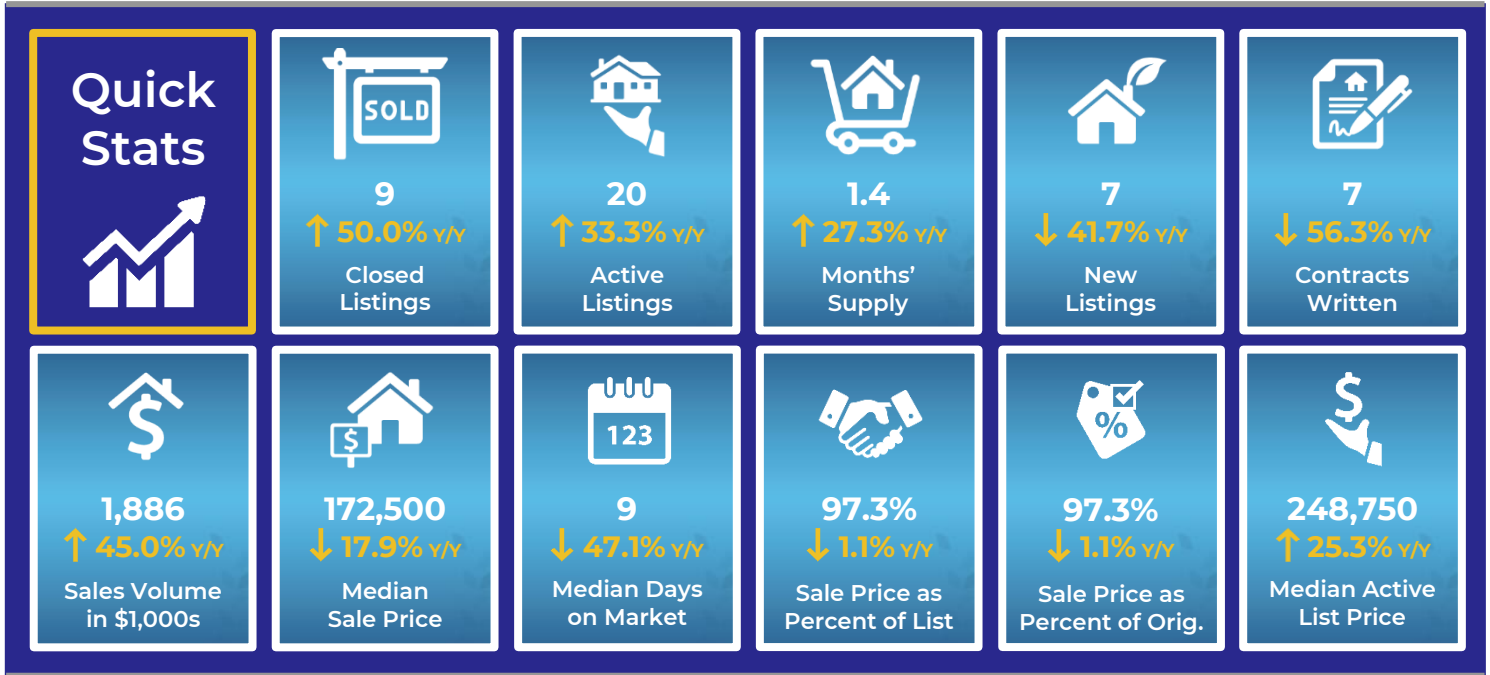 Quick
Stats
SOLD
9
↑ 50.0% Y/Y
Closed
Listings
20
↑ 33.3% Y/Y
Active
Listings
1.4
↑ 27.3% Y/Y
Months’
Supply
7
↓ 41.7% Y/Y
New
Listings
7
↓ 56.3% Y/Y
Contracts
Written
$
1,886
↑ 45.0% Y/Y
Sales Volume
in $1,000s
$
172,500
↓ 17.9% Y/Y
Median
Sale Price
123
9
↓ 47.1% Y/Y
Median Days
on Market
97.3%
↓ 1.1% Y/Y
Sale Price as
Percent of List
%
97.3%
↓ 1.1% Y/Y
Sale Price as
Percent of Orig.
$
248,750
↑ 25.3% Y/Y
Median Active
List Price